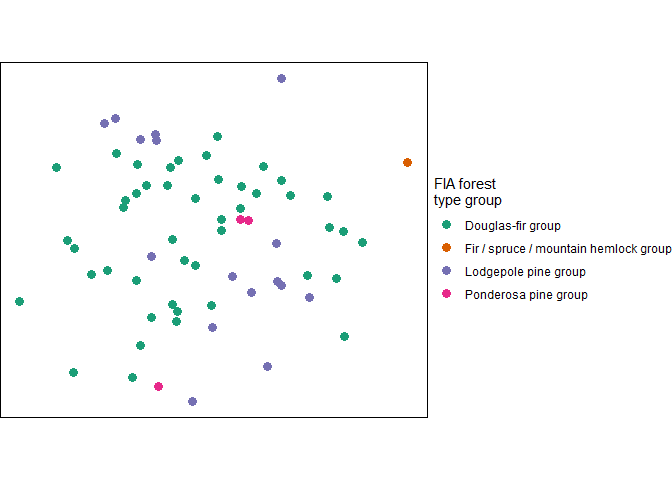 FIA forest
type group
Douglas-fir group
Fir / spruce / mountain hemlock group
Lodgepole pine group
Ponderosa pine group